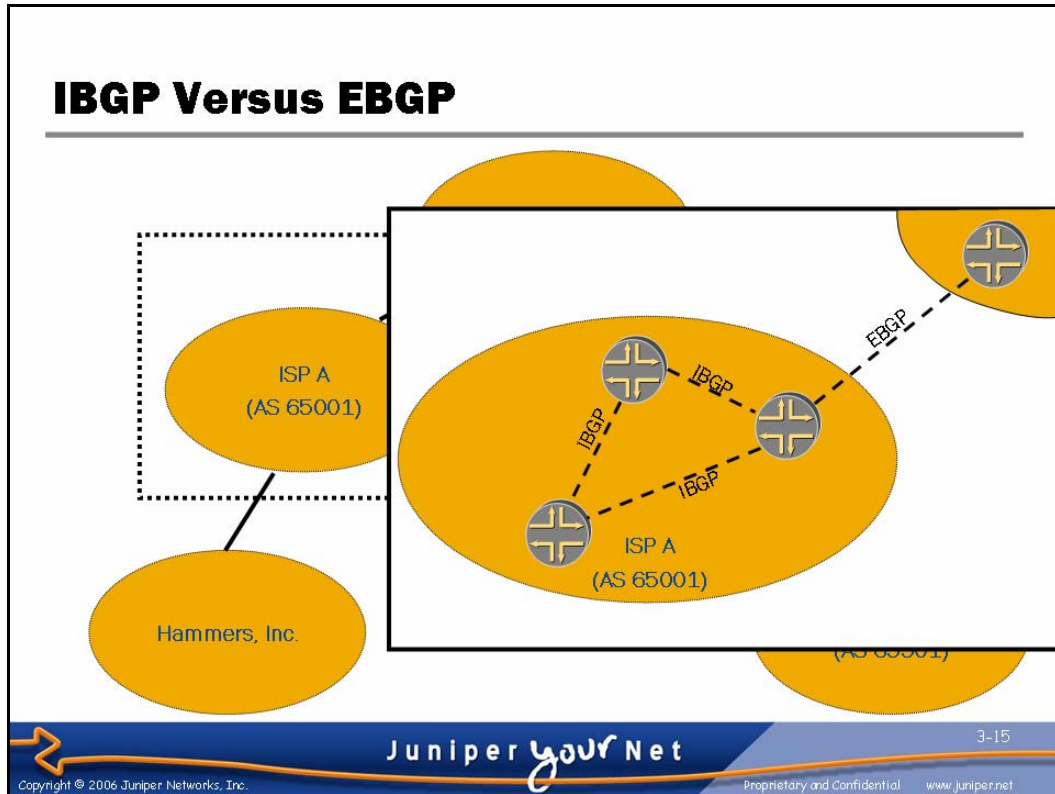 IBGP Versus EBGP
ISP A
(AS 65001)
Hammers, Inc.
EBGP
IBGP
IBGP
IBGP
ISP A
(AS 65001)
3-15
Juniper your Net
Copyright © 2006 Juniper Networks, Inc.
Proprietary and Confidential www.juniper.net